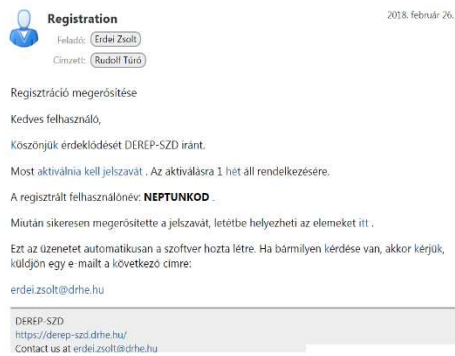 Registration
2018. február 26.
Feladó: Erdei Zsolt
Címzett: Rudolf Túró
Regisztráció megerősítése
Kedves felhasználó,
Köszönjük érdeklődését DEREP-SZD iránt.
Most aktiválnia kell jelszavát . Az aktiválásra 1 hét áll rendelkezésére.
A regisztrált felhasználónév: NEPTUNKOD .
Miután sikeresen megerősítette a jelszavát, letétbe helyezheti az elemeket itt .
Ezt az üzenetet automatikusan a szoftver hozta létre. Ha bármilyen kérdése van, akkor kérjük,
küldjön egy e-mailt a következő címre:
erdei.zsolt@drhe.hu
DEREP-SZD
https://derep-szd.drhe.hu/
Contact us at erdei.zsolt@drhe.hu